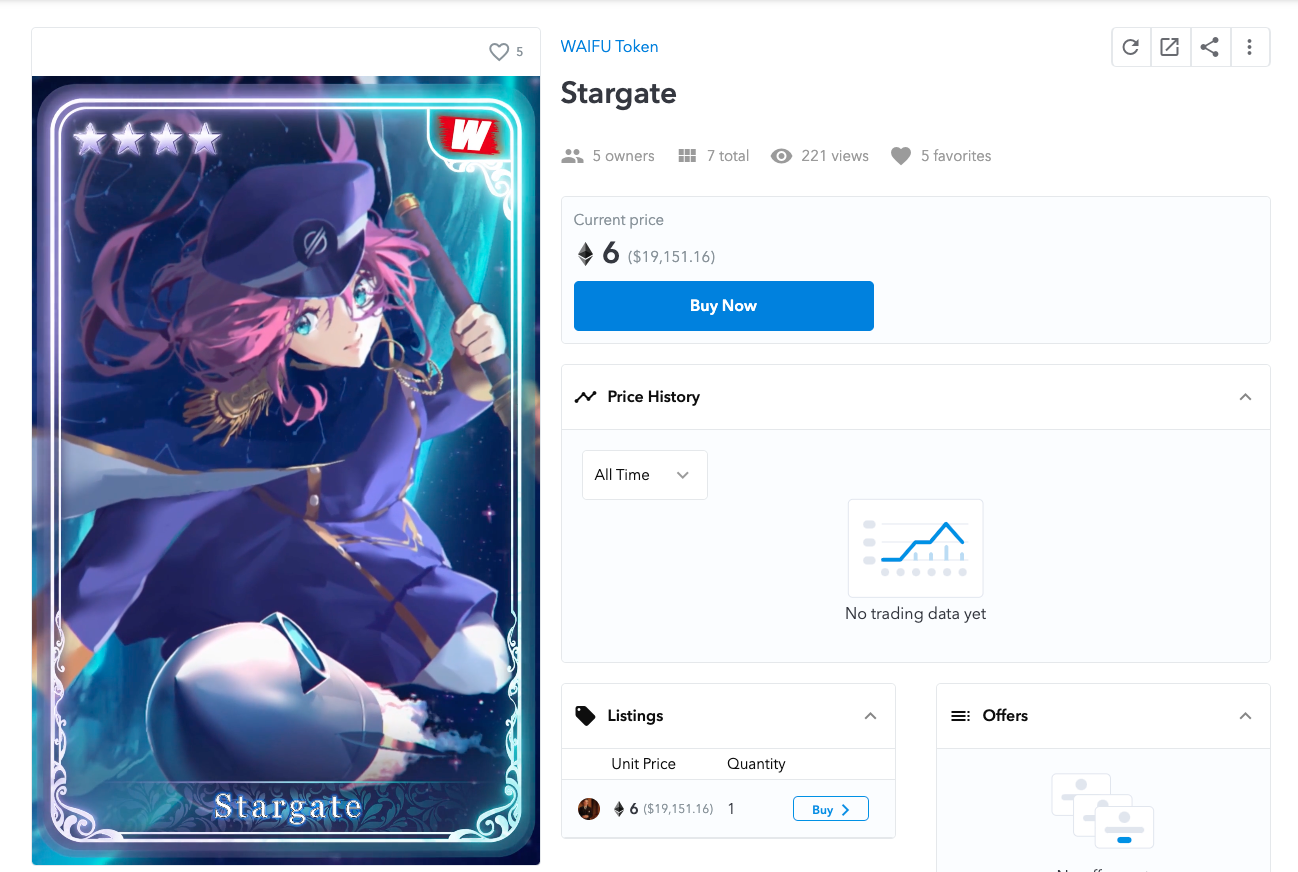 5
W
Stargate
WAIFU Token
Stargate
5 owners 7 total 221 views 5 favorites
Current price
6 ($19,151.16)
Buy Now
Price History
All Time
No trading data yet
Listings
Unit Price Quantity
6 ($19,151.16) 1 Buy
Offers